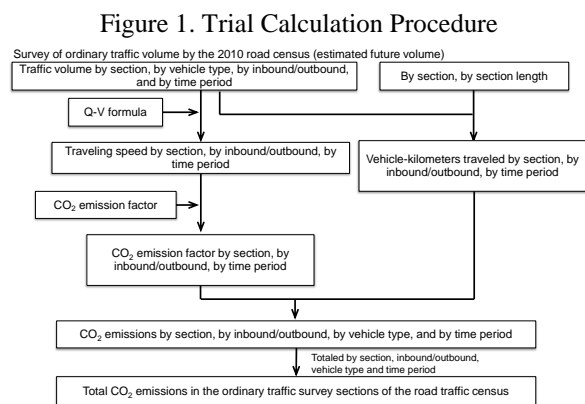 Figure 1. Trial Calculation Procedure
Survey of ordinary traffic volume by the 2010 road census (estimated future volume)
Traffic volume by section, by vehicle type, by inbound/outbound,
and by time period
By section, by section length
Q-V formula
Traveling speed by section, by inbound/outbound, by
time period
Vehicle-kilometers traveled by section, by
inbound/outbound, by time period
CO₂ emission factor
CO₂ emission factor by section, by
inbound/outbound, by time period
CO₂ emissions by section, by inbound/outbound, by vehicle type, and by time period
Totaled by section, inbound/outbound,
vehicle type and time period
Total CO₂ emissions in the ordinary traffic survey sections of the road traffic census